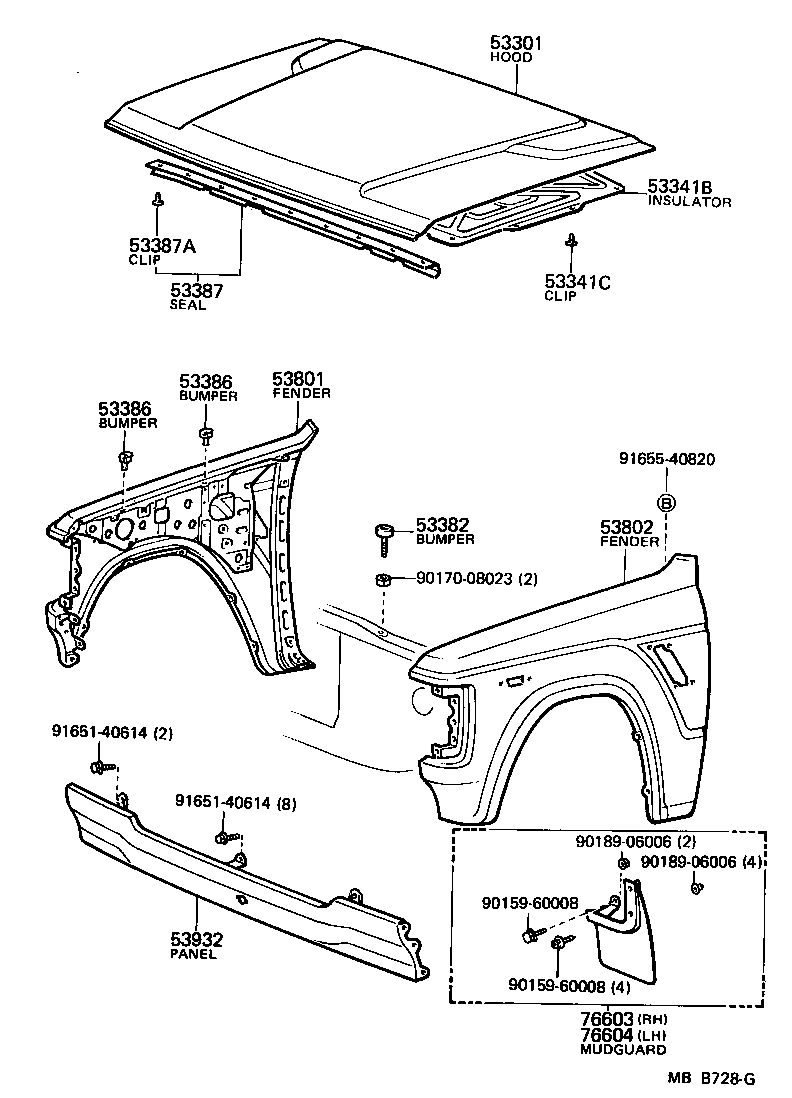 53301
HOOD
53341B
INSULATOR
53387A
CLIP
53387
SEAL
53341C
CLIP
53386
BUMPER
53386
BUMPER
53801
FENDER
91655-40820
B
53382
BUMPER
53802
FENDER
90170-08023 (2)
91651-40614 (2)
91651-40614 (8)
90189-06006 (2)
90189-06006 (4)
90159-60008
90159-60008 (4)
53932
PANEL
76603 (RH)
76604 (LH)
MUDGUARD
MB B728-G